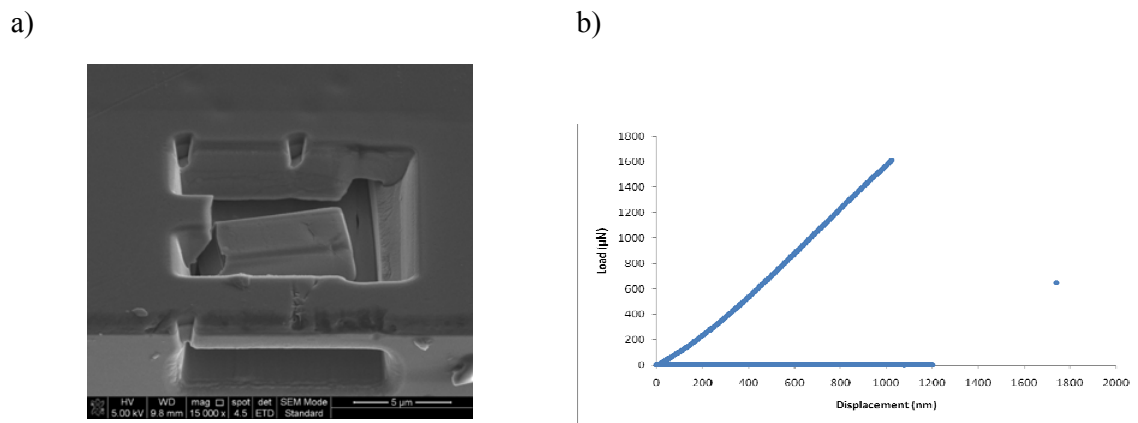 a)
b)
HV
WD
mag
spot
det
SEM Mode
5.00 kV
9.8 mm
15 000 x
4.5
ETD
Standard
5 µm
1800
1600
1400
1200
1000
800
600
400
200
0
Load (µN)
0
200
400
600
800
1000
1200
1400
1600
1800
2000
Displacement (nm)